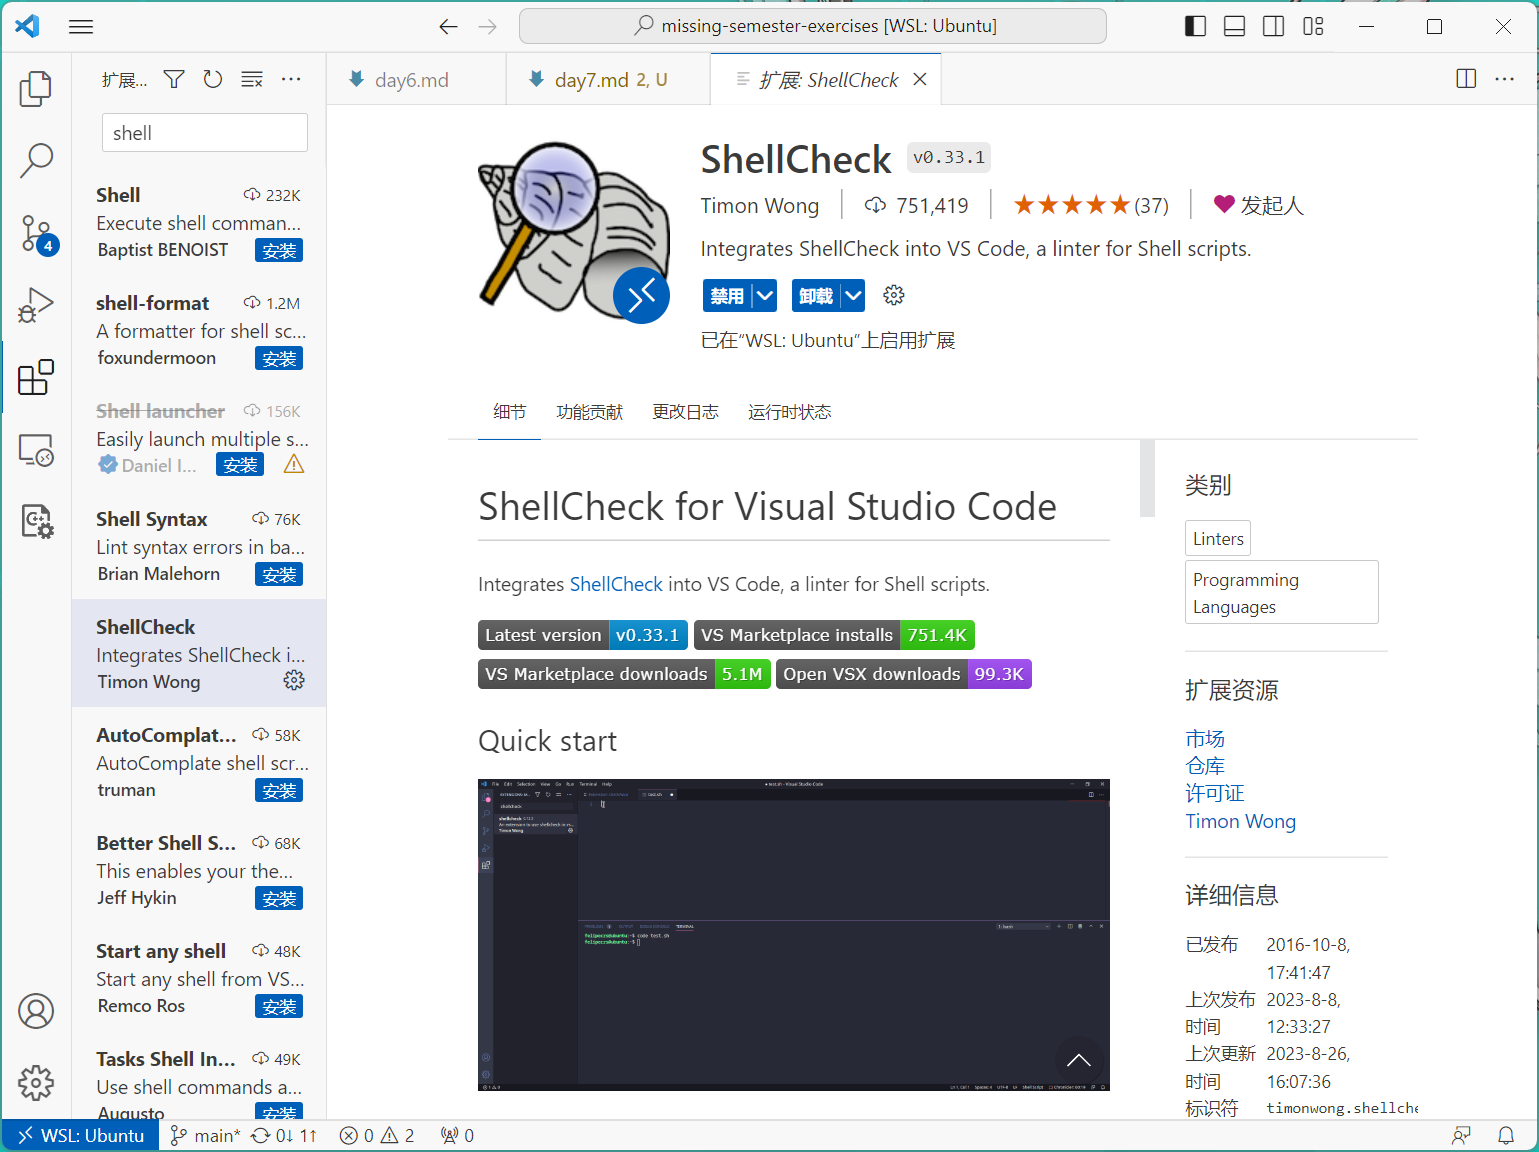 missing-semester-exercises [WSL: Ubuntu]
扩展...
shell
Shell 232K
Execute shell comman...
Baptist BENOIST 安装
shell-format 1.2M
A formatter for shell sc...
foxundermoon 安装
Shell launcher 156K
Easily launch multiple s...
Daniel I... 安装
Shell Syntax 76K
Lint syntax errors in ba...
Brian Malehorn 安装
ShellCheck
Integrates ShellCheck i...
Timon Wong
AutoComplat... 58K
AutoComplate shell scr...
truman 安装
Better Shell S... 68K
This enables your the...
Jeff Hykin 安装
Start any shell 48K
Start any shell from VS...
Remco Ros 安装
Tasks Shell In... 49K
Use shell commands a...
Augusto 安装
day6.md
day7.md 2, U
扩展: ShellCheck
ShellCheck v0.33.1
Timon Wong 751,419 (37) 发起人
Integrates ShellCheck into VS Code, a linter for Shell scripts.
禁用 卸载
已在“WSL: Ubuntu”上启用扩展
细节 功能贡献 更改日志 运行时状态
ShellCheck for Visual Studio Code
Integrates ShellCheck into VS Code, a linter for Shell scripts.
Latest version v0.33.1 VS Marketplace installs 751.4K
VS Marketplace downloads 5.1M Open VSX downloads 99.3K
Quick start
类别
Linters
Programming
Languages
扩展资源
市场
仓库
许可证
Timon Wong
详细信息
已发布 2016-10-8,
17:41:47
上次发布 2023-8-8,
时间 12:33:27
上次更新 2023-8-26,
时间 16:07:36
标识符 timonwong.shellche
4
WSL: Ubuntu main* 0↓ 1↑ 0 2 0